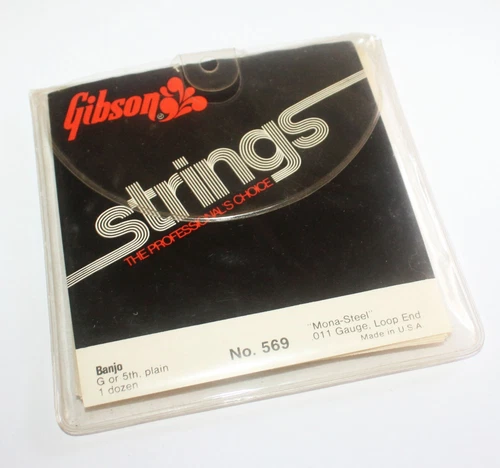 Gibson®
strings
THE PROFESSIONAL'S CHOICE
Banjo
G or 5th, plain
1 dozen
No. 569
"Mona-Steel"
011 Gauge, Loop End
Made in U.S.A.